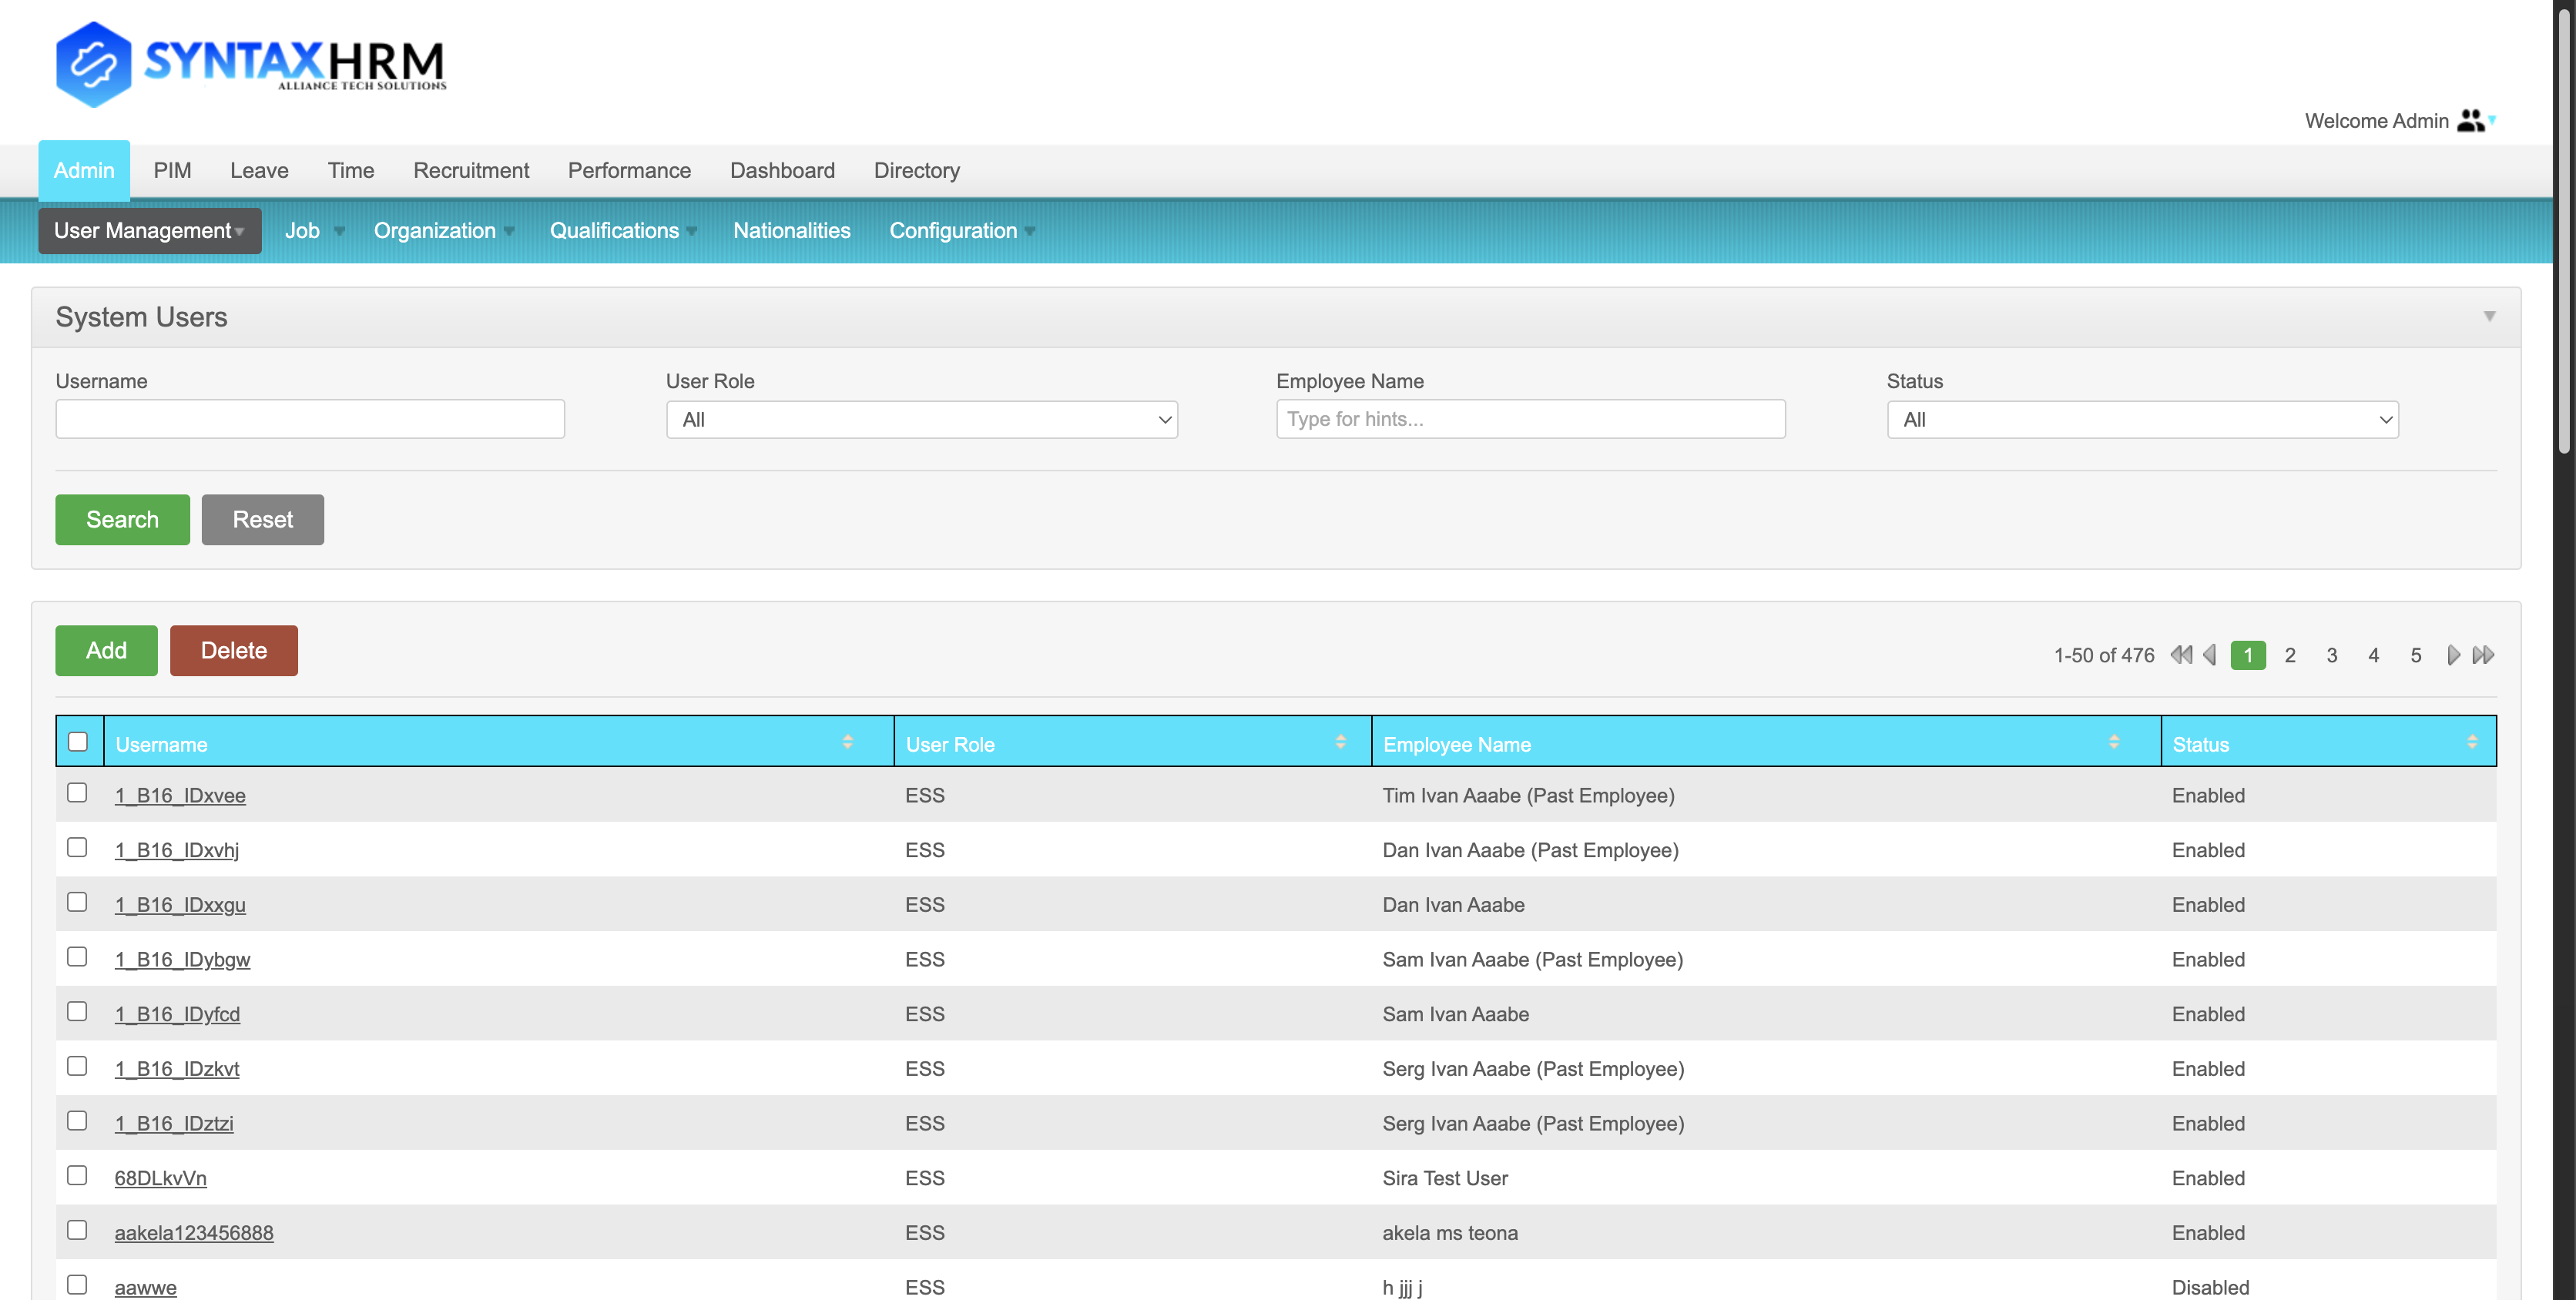 SYNTAXHRM
ALLIANCE TECH SOLUTIONS
Welcome Admin
Admin PIM Leave Time Recruitment Performance Dashboard Directory
User Management Job Organization Qualifications Nationalities Configuration
System Users
Username User Role Employee Name Status
All Type for hints... All
Search Reset
Add Delete 1-50 of 476 1 2 3 4 5
Username User Role Employee Name Status
1_B16_IDxvee ESS Tim Ivan Aaabe (Past Employee) Enabled
1_B16_IDxvhj ESS Dan Ivan Aaabe (Past Employee) Enabled
1_B16_IDxxgu ESS Dan Ivan Aaabe Enabled
1_B16_IDybgw ESS Sam Ivan Aaabe (Past Employee) Enabled
1_B16_IDyfcd ESS Sam Ivan Aaabe Enabled
1_B16_IDzkvt ESS Serg Ivan Aaabe (Past Employee) Enabled
1_B16_IDztzi ESS Serg Ivan Aaabe (Past Employee) Enabled
68DLkvVn ESS Sira Test User Enabled
aakela123456888 ESS akela ms teona Enabled
aawwe ESS h jjj j Disabled